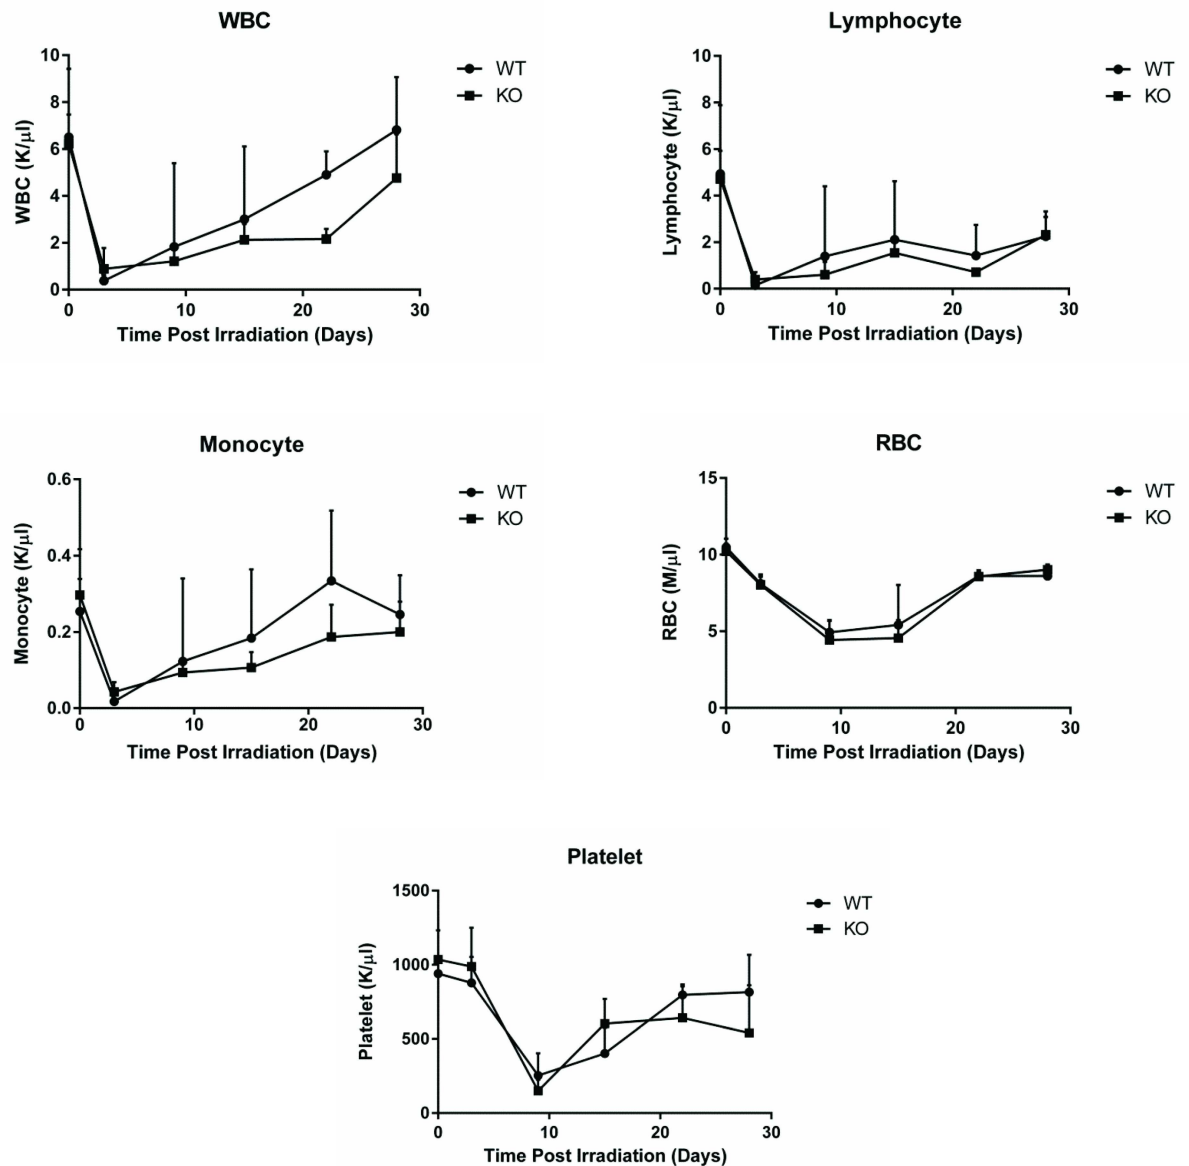 WBC
WBC (K/μl)
10
8
6
4
2
0
0 10 20 30
Time Post Irradiation (Days)
WT
KO
Lymphocyte
Lymphocyte (K/μl)
10
8
6
4
2
0
0 10 20 30
Time Post Irradiation (Days)
WT
KO
Monocyte
Monocyte (K/μl)
0.6
0.4
0.2
0.0
0 10 20 30
Time Post Irradiation (Days)
WT
KO
RBC
RBC (M/μl)
15
10
5
0
0 10 20 30
Time Post Irradiation (Days)
WT
KO
Platelet
Platelet (K/μl)
1500
1000
500
0
0 10 20 30
Time Post Irradiation (Days)
WT
KO